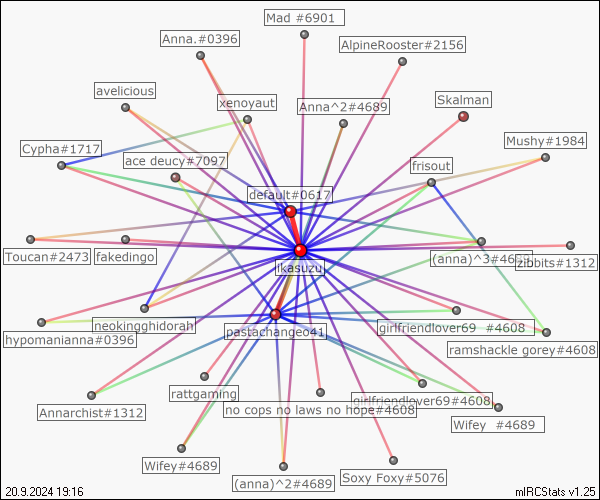 Mad #6901
Anna.#0396
AlpineRooster#2156
avelicious
xenoyaut
Anna^2#4689
Skalman
Cypha#1717
ace deucy#7097
frisout
Mushy#1984
default#0617
Toucan#2473
fakedingo
ikasuzu
(anna)^3#4689
zibbits#1312
hypomanianna#0396
neokingghidorah
pastachangeo41
girlfriendlover69 #4608
ramshackle gorey#4608
rattgaming
Annarchist#1312
no cops no laws no hope#4608
girlfriendlover69#4608
Wifey #4689
Wifey#4689
(anna)^2#4689
Soxy Foxy#5076
20.9.2024 19:16
mIRCStats v1.25